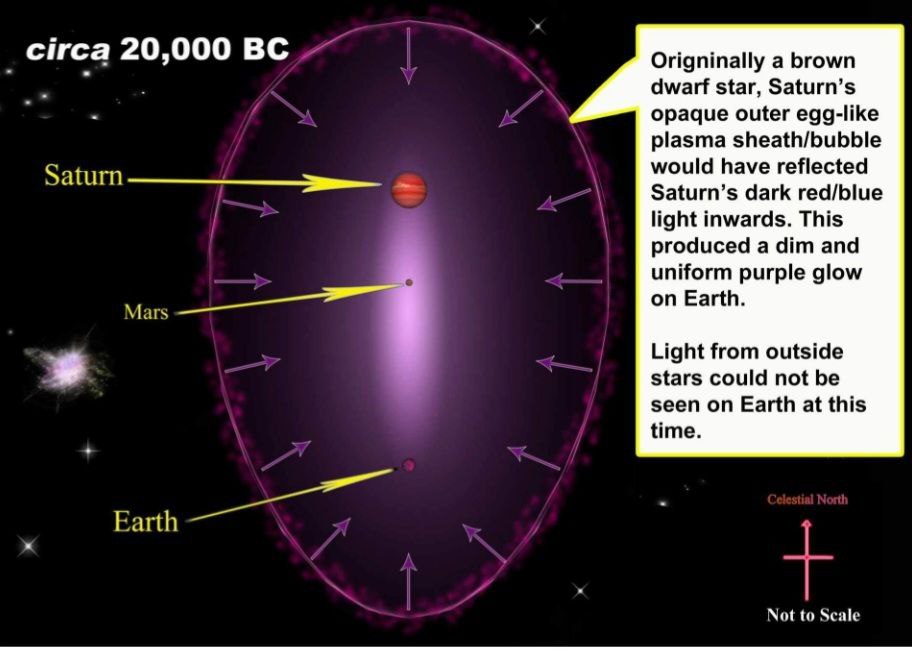 circa 20,000 BC
Origninally a brown
dwarf star, Saturn's
opaque outer egg-like
plasma sheath/bubble
would have reflected
Saturn's dark red/blue
light inwards. This
produced a dim and
uniform purple glow
on Earth.
Light from outside
stars could not be
seen on Earth at this
time.
Saturn
Mars
Earth
Celestial North
Not to Scale